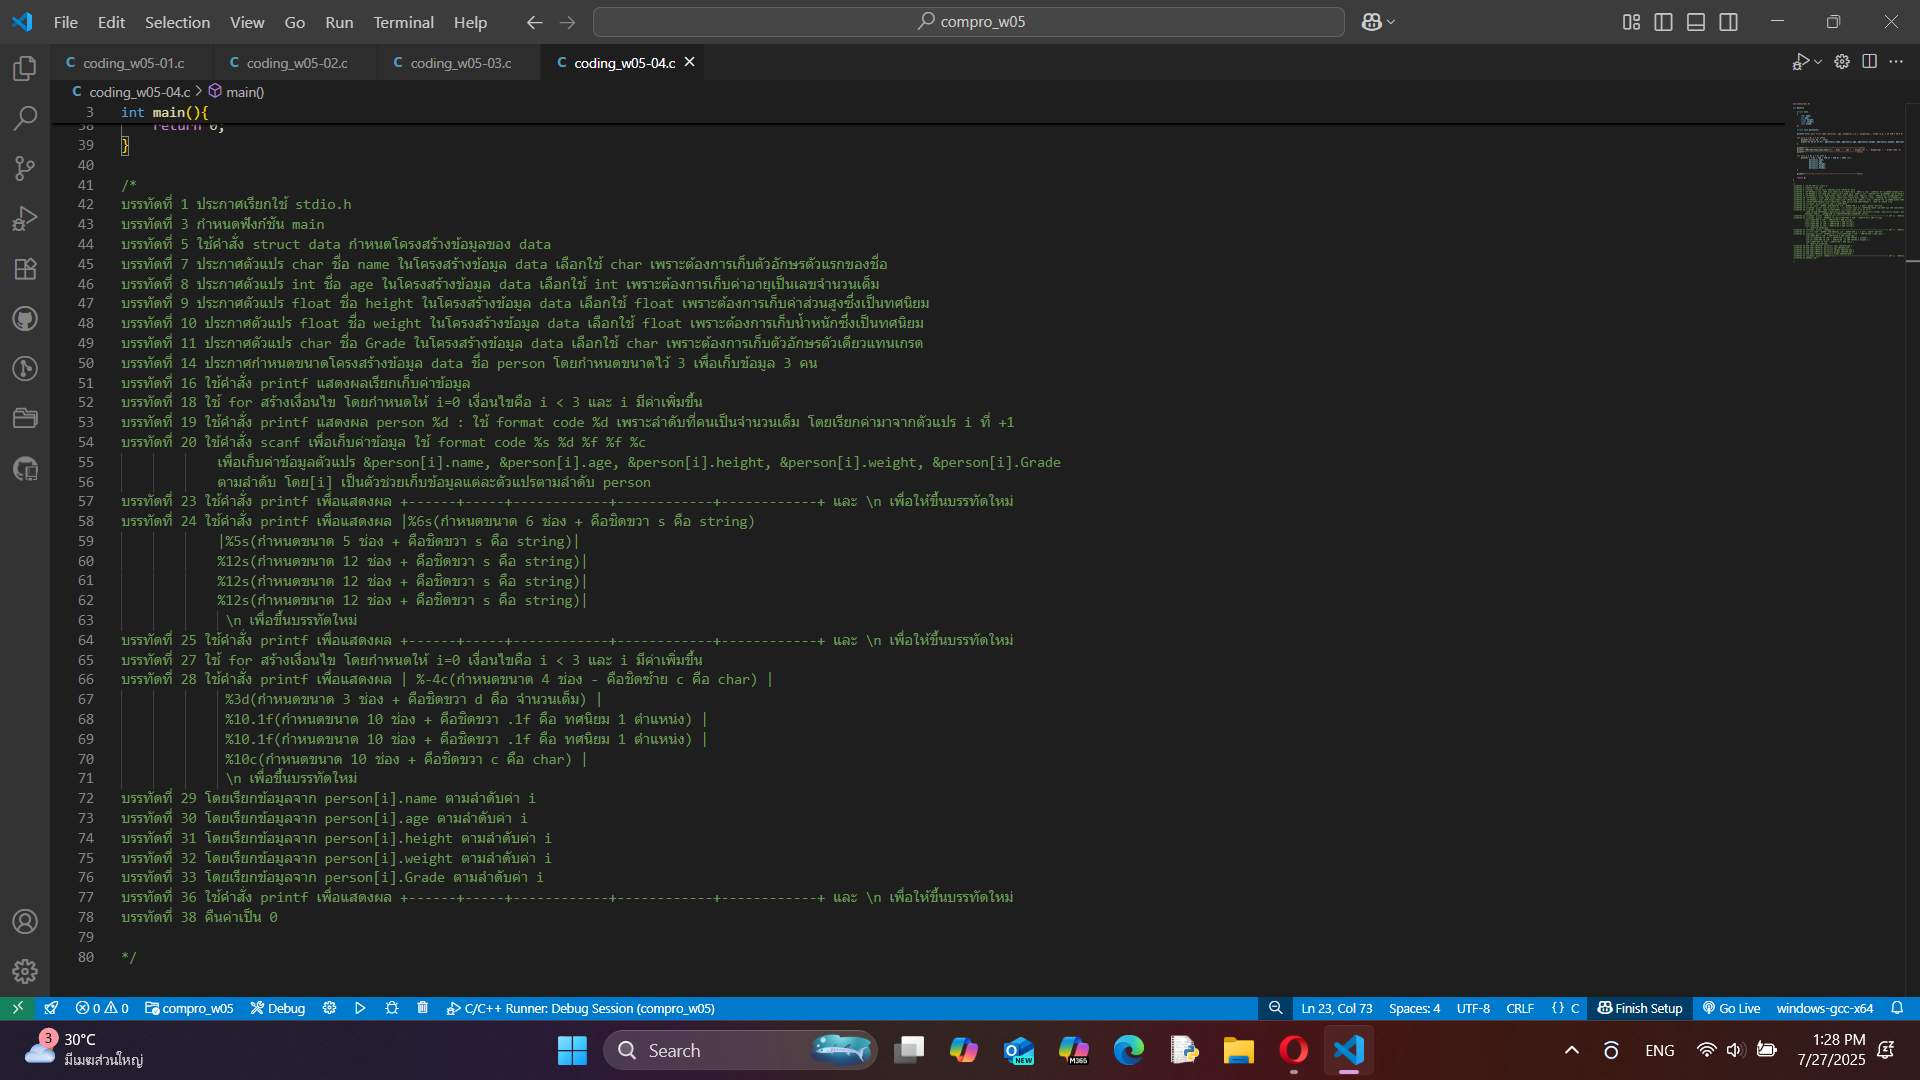 File Edit Selection View Go Run Terminal Help
compro_w05
C coding_w05-01.c
C coding_w05-02.c
C coding_w05-03.c
C coding_w05-04.c
C coding_w05-04.c > main()
3 int main(){
38 return 0;
39 }
40
41 /*
42 บรรทัดที่ 1 ประกาศเรียกใช้ stdio.h
43 บรรทัดที่ 3 กำหนดฟังก์ชัน main
44 บรรทัดที่ 5 ใช้คำสั่ง struct data กำหนดโครงสร้างข้อมูลของ data
45 บรรทัดที่ 7 ประกาศตัวแปร char ชื่อ name ในโครงสร้างข้อมูล data เลือกใช้ char เพราะต้องการเก็บตัวอักษรตัวแรกของชื่อ
46 บรรทัดที่ 8 ประกาศตัวแปร int ชื่อ age ในโครงสร้างข้อมูล data เลือกใช้ int เพราะต้องการเก็บค่าอายุเป็นเลขจำนวนเต็ม
47 บรรทัดที่ 9 ประกาศตัวแปร float ชื่อ height ในโครงสร้างข้อมูล data เลือกใช้ float เพราะต้องการเก็บค่าส่วนสูงซึ่งเป็นทศนิยม
48 บรรทัดที่ 10 ประกาศตัวแปร float ชื่อ weight ในโครงสร้างข้อมูล data เลือกใช้ float เพราะต้องการเก็บน้ำหนักซึ่งเป็นทศนิยม
49 บรรทัดที่ 11 ประกาศตัวแปร char ชื่อ Grade ในโครงสร้างข้อมูล data เลือกใช้ char เพราะต้องการเก็บตัวอักษรตัวเดียวแทนเกรด
50 บรรทัดที่ 14 ประกาศกำหนดขนาดโครงสร้างข้อมูล data ชื่อ person โดยกำหนดขนาดไว้ 3 เพื่อเก็บข้อมูล 3 คน
51 บรรทัดที่ 16 ใช้คำสั่ง printf แสดงผลเรียกเก็บค่าข้อมูล
52 บรรทัดที่ 18 ใช้ for สร้างเงื่อนไข โดยกำหนดให้ i=0 เงื่อนไขคือ i < 3 และ i มีค่าเพิ่มขึ้น
53 บรรทัดที่ 19 ใช้คำสั่ง printf แสดงผล person %d : ใช้ format code %d เพราะลำดับที่คนเป็นจำนวนเต็ม โดยเรียกค่ามาจากตัวแปร i ที่ +1
54 บรรทัดที่ 20 ใช้คำสั่ง scanf เพื่อเก็บค่าข้อมูล ใช้ format code %s %d %f %f %c
55 เพื่อเก็บค่าข้อมูลตัวแปร &person[i].name, &person[i].age, &person[i].height, &person[i].weight, &person[i].Grade
56 ตามลำดับ โดย[i] เป็นตัวช่วยเก็บข้อมูลแต่ละตัวแปรตามลำดับ person
57 บรรทัดที่ 23 ใช้คำสั่ง printf เพื่อแสดงผล +------+-----+------------+------------+------------+ และ \n เพื่อให้ขึ้นบรรทัดใหม่
58 บรรทัดที่ 24 ใช้คำสั่ง printf เพื่อแสดงผล |%6s(กำหนดขนาด 6 ช่อง + คือชิดขวา s คือ string)
59 |%5s(กำหนดขนาด 5 ช่อง + คือชิดขวา s คือ string)|
60 %12s(กำหนดขนาด 12 ช่อง + คือชิดขวา s คือ string)|
61 %12s(กำหนดขนาด 12 ช่อง + คือชิดขวา s คือ string)|
62 %12s(กำหนดขนาด 12 ช่อง + คือชิดขวา s คือ string)|
63 \n เพื่อขึ้นบรรทัดใหม่
64 บรรทัดที่ 25 ใช้คำสั่ง printf เพื่อแสดงผล +------+-----+------------+------------+------------+ และ \n เพื่อให้ขึ้นบรรทัดใหม่
65 บรรทัดที่ 27 ใช้ for สร้างเงื่อนไข โดยกำหนดให้ i=0 เงื่อนไขคือ i < 3 และ i มีค่าเพิ่มขึ้น
66 บรรทัดที่ 28 ใช้คำสั่ง printf เพื่อแสดงผล | %-4c(กำหนดขนาด 4 ช่อง - คือชิดซ้าย c คือ char) |
67 %3d(กำหนดขนาด 3 ช่อง + คือชิดขวา d คือ จำนวนเต็ม) |
68 %10.1f(กำหนดขนาด 10 ช่อง + คือชิดขวา .1f คือ ทศนิยม 1 ตำแหน่ง) |
69 %10.1f(กำหนดขนาด 10 ช่อง + คือชิดขวา .1f คือ ทศนิยม 1 ตำแหน่ง) |
70 %10c(กำหนดขนาด 10 ช่อง + คือชิดขวา c คือ char) |
71 \n เพื่อขึ้นบรรทัดใหม่
72 บรรทัดที่ 29 โดยเรียกข้อมูลจาก person[i].name ตามลำดับค่า i
73 บรรทัดที่ 30 โดยเรียกข้อมูลจาก person[i].age ตามลำดับค่า i
74 บรรทัดที่ 31 โดยเรียกข้อมูลจาก person[i].height ตามลำดับค่า i
75 บรรทัดที่ 32 โดยเรียกข้อมูลจาก person[i].weight ตามลำดับค่า i
76 บรรทัดที่ 33 โดยเรียกข้อมูลจาก person[i].Grade ตามลำดับค่า i
77 บรรทัดที่ 36 ใช้คำสั่ง printf เพื่อแสดงผล +------+-----+------------+------------+------------+ และ \n เพื่อให้ขึ้นบรรทัดใหม่
78 บรรทัดที่ 38 คืนค่าเป็น 0
79
80 */
0 0 compro_w05 Debug C/C++ Runner: Debug Session (compro_w05) Ln 23, Col 73 Spaces: 4 UTF-8 CRLF {} C Finish Setup Go Live windows-gcc-x64
3 30°C
มีเมฆส่วนใหญ่
Search
NEW
M365
ENG
1:28 PM
7/27/2025